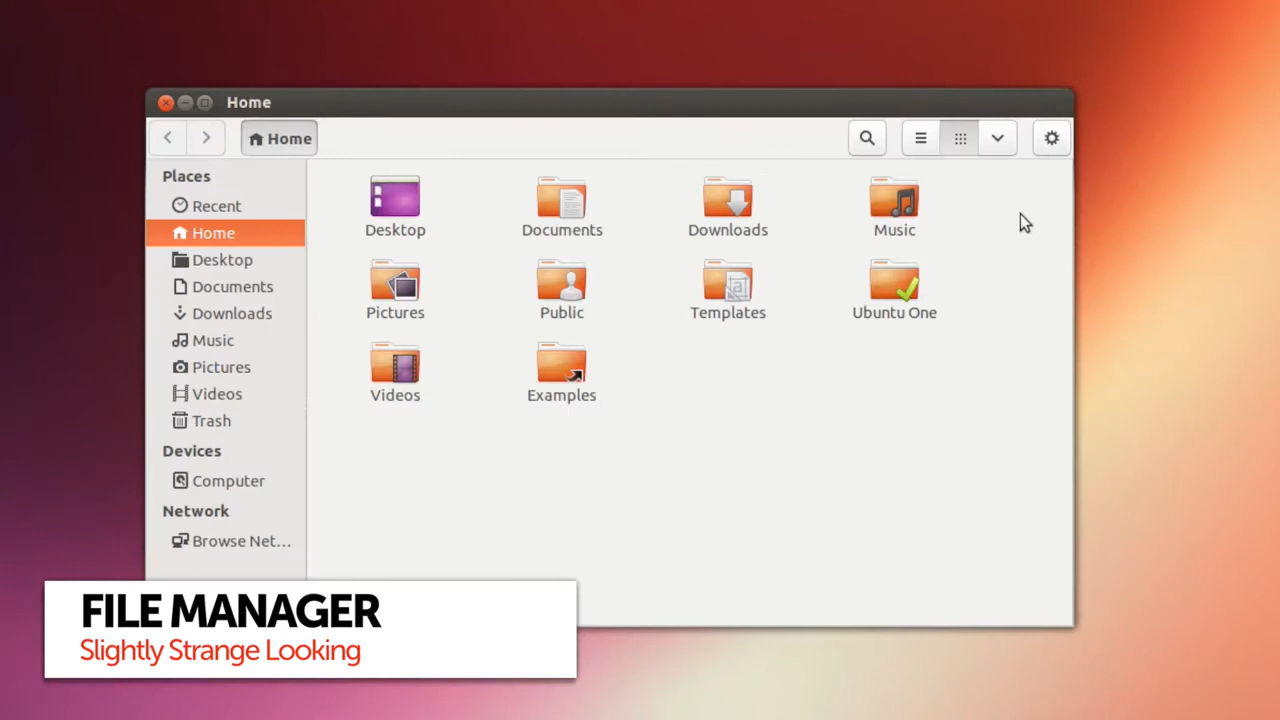 Home
Home
Places
Recent
Home
Desktop
Documents
Downloads
Music
Pictures
Videos
Trash
Devices
Computer
Network
Browse Net...
Desktop
Documents
Downloads
Music
Pictures
Public
Templates
Ubuntu One
Videos
Examples
FILE MANAGER
Slightly Strange Looking